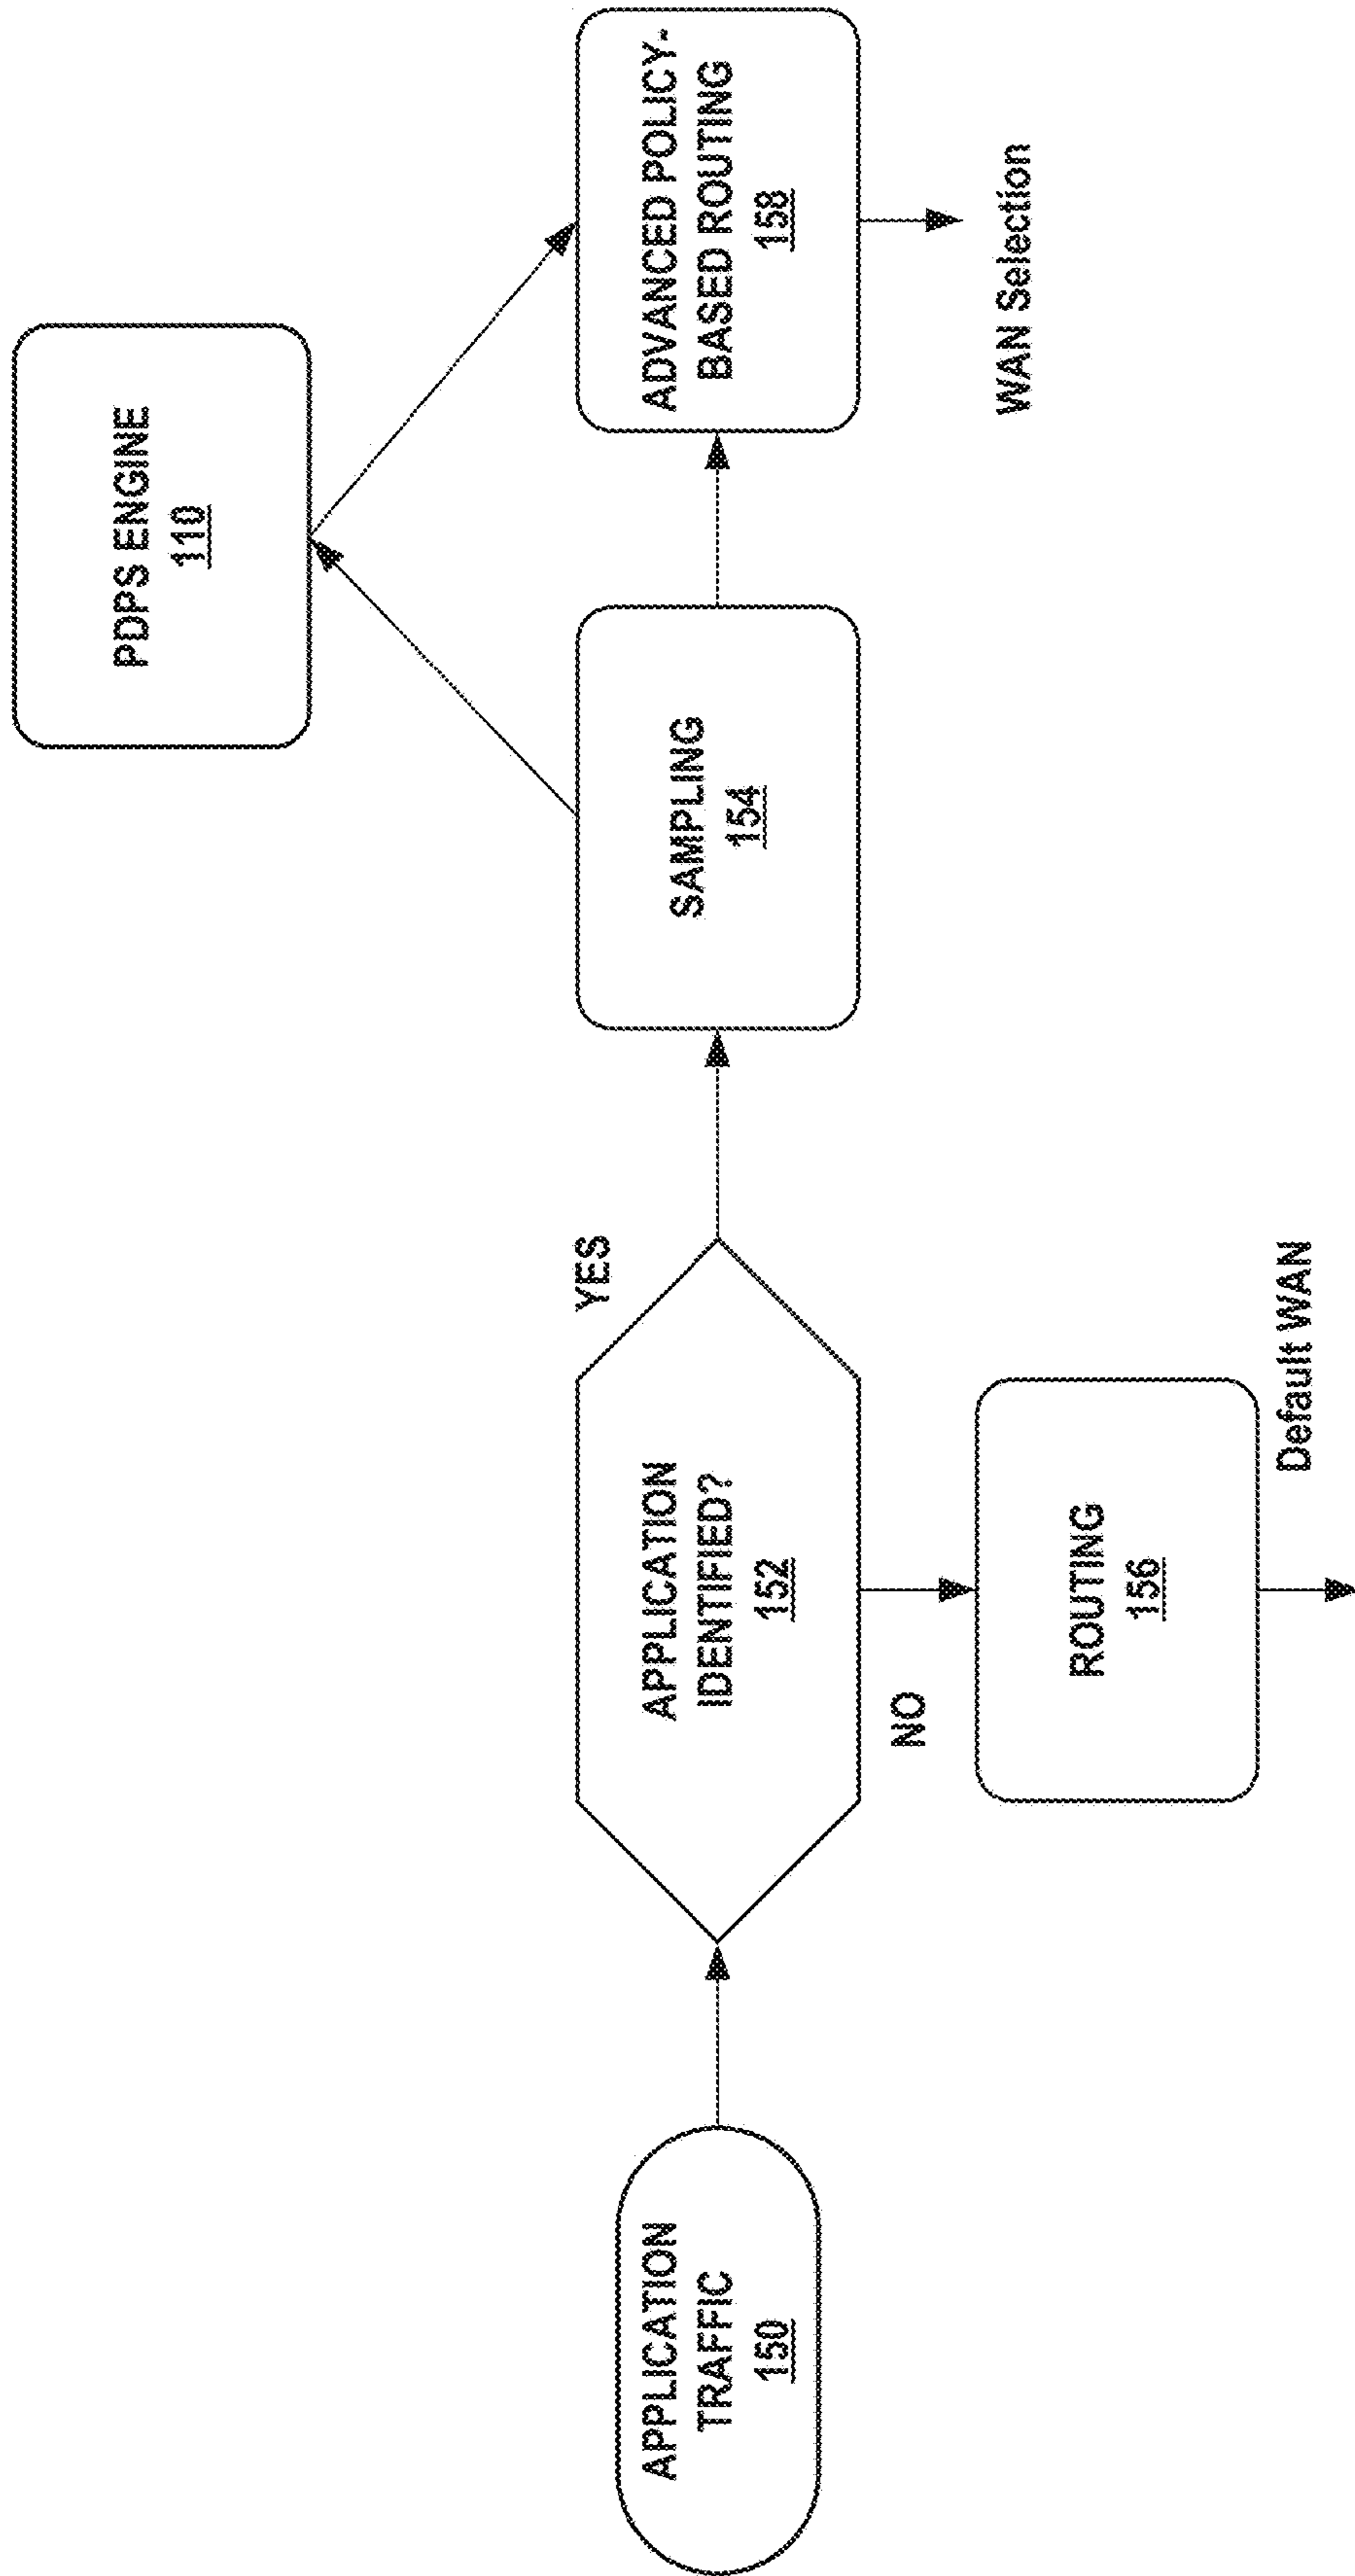 PDPS ENGINE
110
APPLICATION
TRAFFIC
150
APPLICATION
IDENTIFIED?
152
YES
SAMPLING
154
ADVANCED POLICY-
BASED ROUTING
158
NO
ROUTING
156
WAN Selection
Default WAN